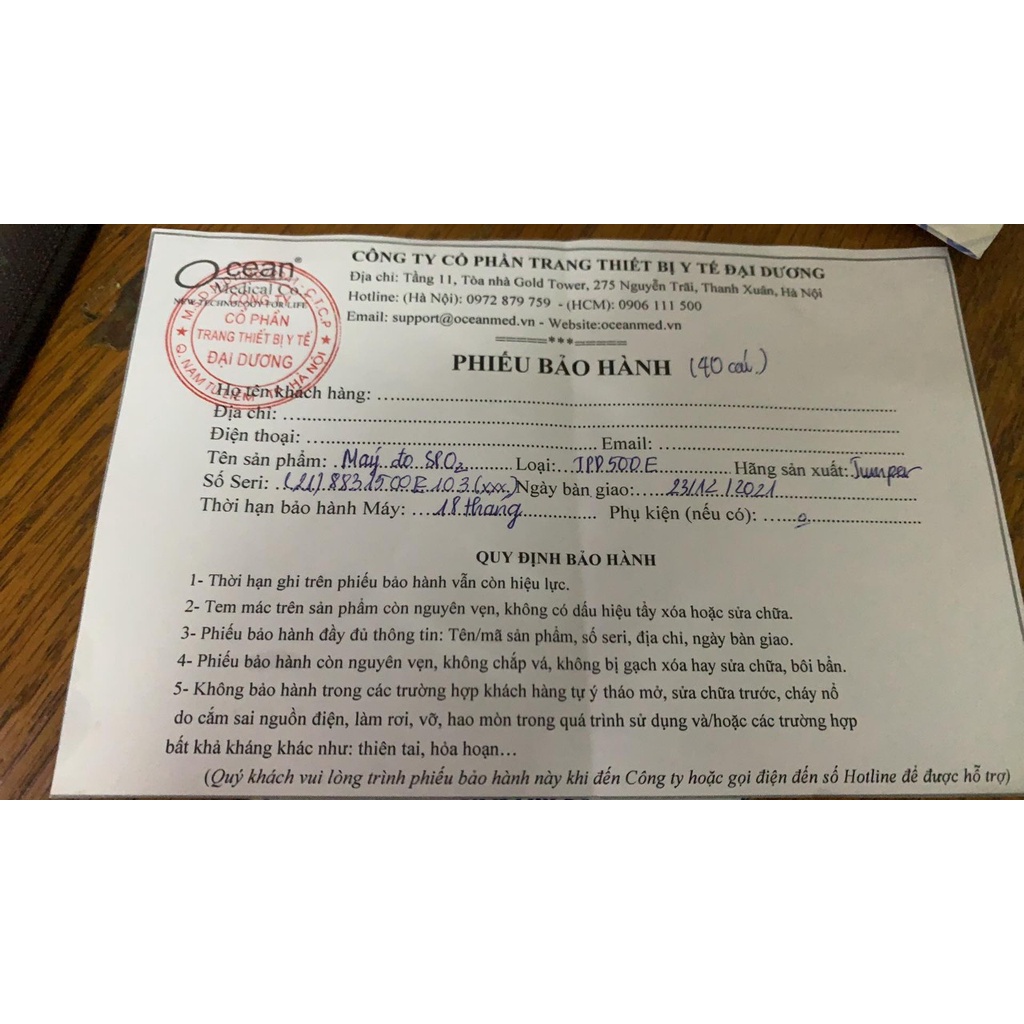 Ocean®
Medical Co.
NEW TECHNOLOGY FOR LIFE
CÔNG TY
CỔ PHẦN
TRANG THIẾT BỊ Y TẾ
ĐẠI DƯƠNG
CÔNG TY CỔ PHẦN TRANG THIẾT BỊ Y TẾ ĐẠI DƯƠNG
Địa chỉ: Tầng 11, Tòa nhà Gold Tower, 275 Nguyễn Trãi, Thanh Xuân, Hà Nội
Hotline: (Hà Nội): 0972 879 759 - (HCM): 0906 111 500
Email: support@oceanmed.vn - Website:oceanmed.vn
======***======
PHIẾU BẢO HÀNH (40 cái)
Họ tên khách hàng:
Địa chỉ:
Điện thoại: Email:
Tên sản phẩm: Máy đo SPO2 Loại: JPD500E Hãng sản xuất: Jumper
Số Seri: (21)8831500E103(xxx) Ngày bàn giao: 23/12/2021
Thời hạn bảo hành Máy: 18 tháng Phụ kiện (nếu có): 0
QUY ĐỊNH BẢO HÀNH
1- Thời hạn ghi trên phiếu bảo hành vẫn còn hiệu lực.
2- Tem mác trên sản phẩm còn nguyên vẹn, không có dấu hiệu tẩy xóa hoặc sửa chữa.
3- Phiếu bảo hành đầy đủ thông tin: Tên/mã sản phẩm, số seri, địa chỉ, ngày bàn giao.
4- Phiếu bảo hành còn nguyên vẹn, không chắp vá, không bị gạch xóa hay sửa chữa, bôi bẩn.
5- Không bảo hành trong các trường hợp khách hàng tự ý tháo mở, sửa chữa trước, cháy nổ
do cắm sai nguồn điện, làm rơi, vỡ, hao mòn trong quá trình sử dụng và/hoặc các trường hợp
bất khả kháng khác như: thiên tai, hỏa hoạn…
(Quý khách vui lòng trình phiếu bảo hành này khi đến Công ty hoặc gọi điện đến số Hotline để được hỗ trợ)